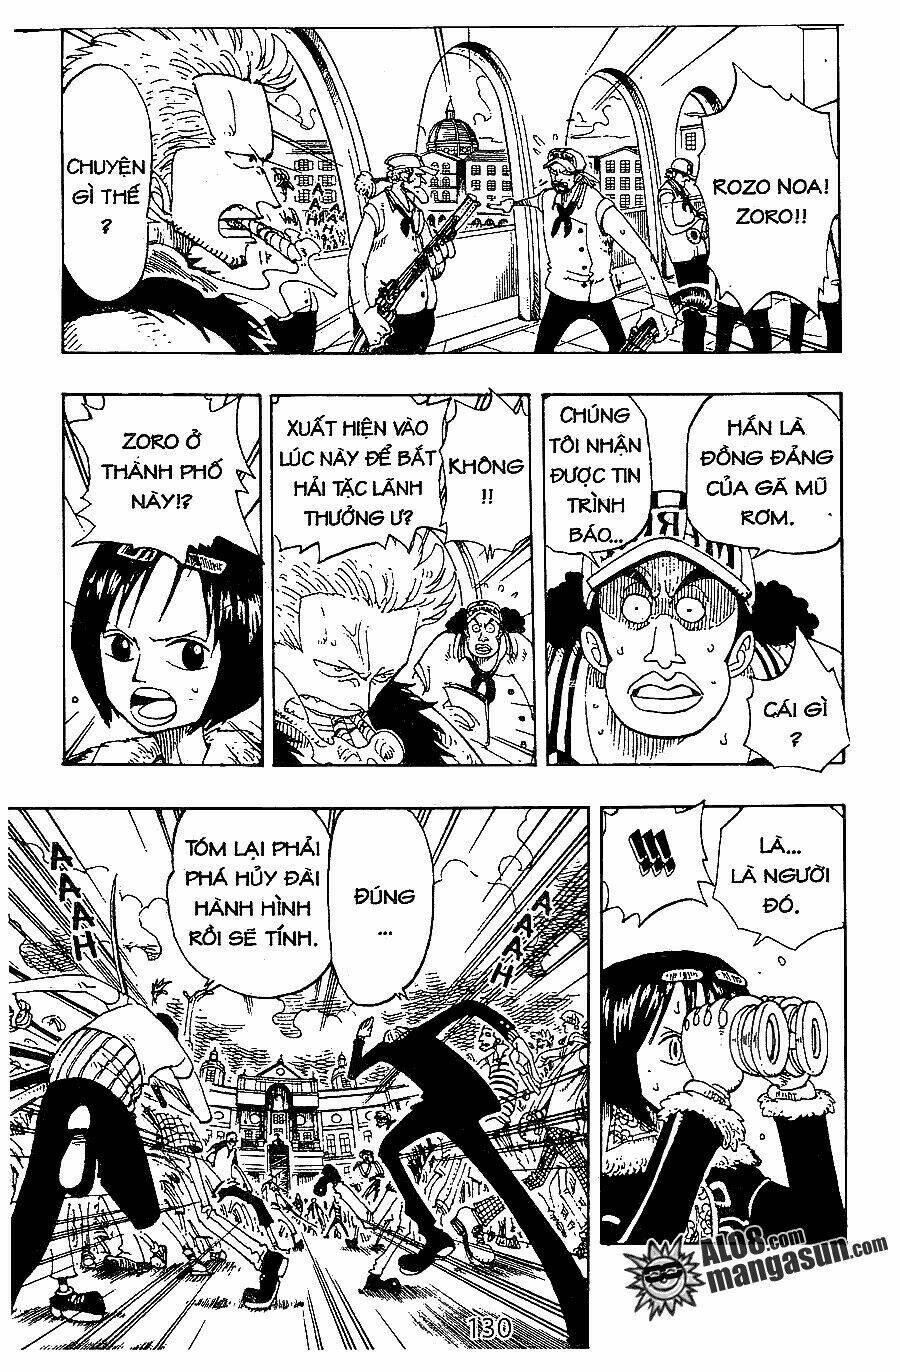 ROZO NOA!
ZORO!!
CHUYỆN
GÌ THẾ
?
HẮN LÀ
ĐỒNG ĐẢNG
CỦA GÃ MŨ
RƠM.
CHÚNG
TÔI NHẬN
ĐƯỢC TIN
TRÌNH
BÁO...
CÁI GÌ
?
KHÔNG
!!
XUẤT HIỆN VÀO
LÚC NÀY ĐỂ BẮT
HẢI TẶC LÃNH
THƯỞNG Ư?
ZORO Ở
THÀNH PHỐ
NÀY!?
LÀ...
LÀ NGƯỜI
ĐÓ.
!!!
ĐÚNG
...
TÓM LẠI PHẢI
PHÁ HỦY ĐÀI
HÀNH HÌNH
RỒI SẼ TÍNH.
AAAAH
AAAAH
130
AL08.com
mangasun.com